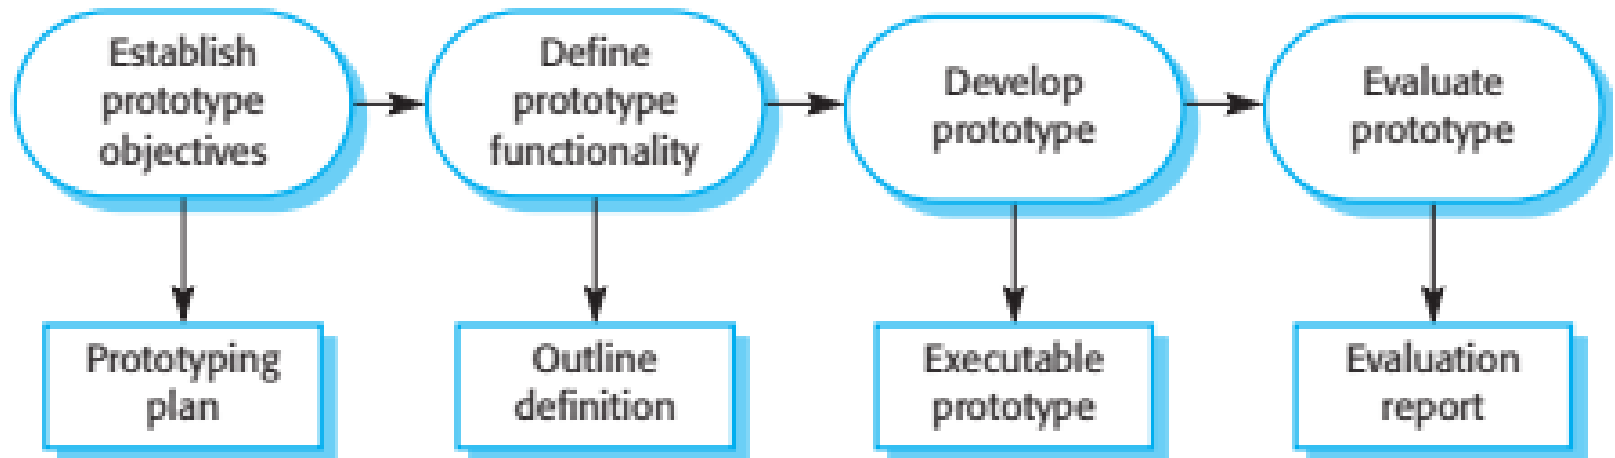 Establish
prototype
objectives
Define
prototype
functionality
Develop
prototype
Evaluate
prototype
Prototyping
plan
Outline
definition
Executable
prototype
Evaluation
report